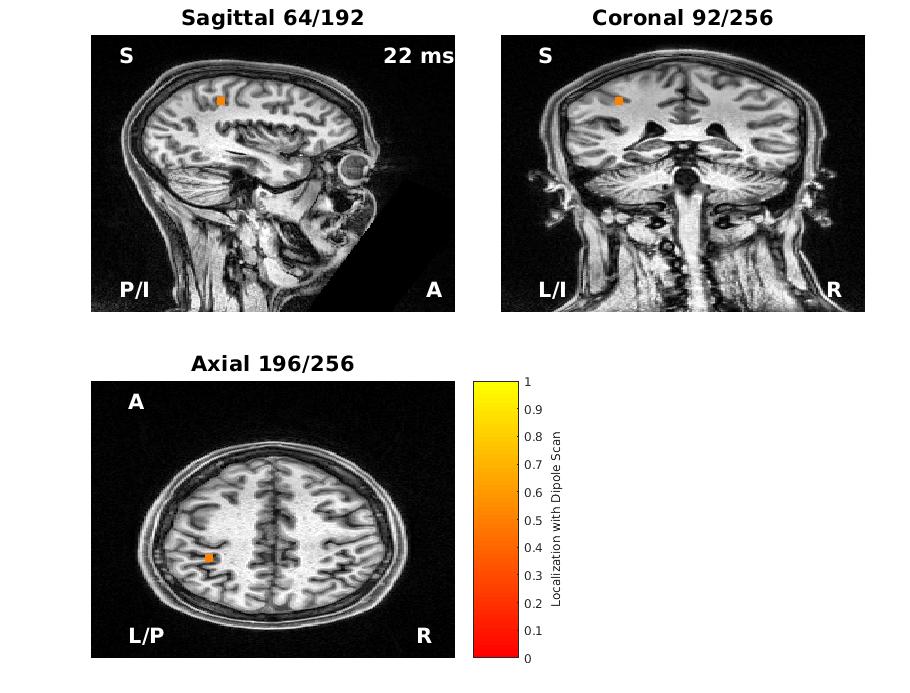 Sagittal 64/192
S
22 ms
P/I
A
Coronal 92/256
S
L/I
R
Axial 196/256
A
L/P
R
1
0.9
0.8
0.7
0.6
0.5
0.4
0.3
0.2
0.1
0
Localization with Dipole Scan